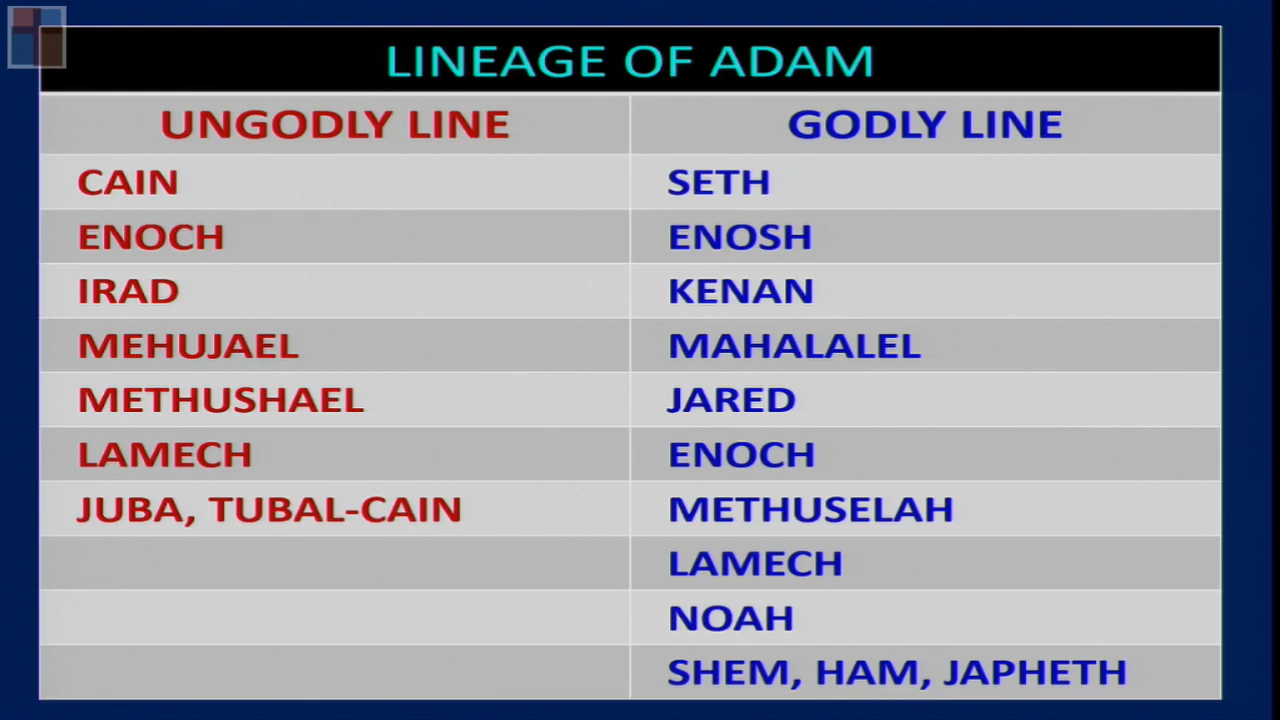 LINEAGE OF ADAM
UNGODLY LINE GODLY LINE
CAIN SETH
ENOCH ENOSH
IRAD KENAN
MEHUJAEL MAHALALEL
METHUSHAEL JARED
LAMECH ENOCH
JUBA, TUBAL-CAIN METHUSELAH
LAMECH
NOAH
SHEM, HAM, JAPHETH